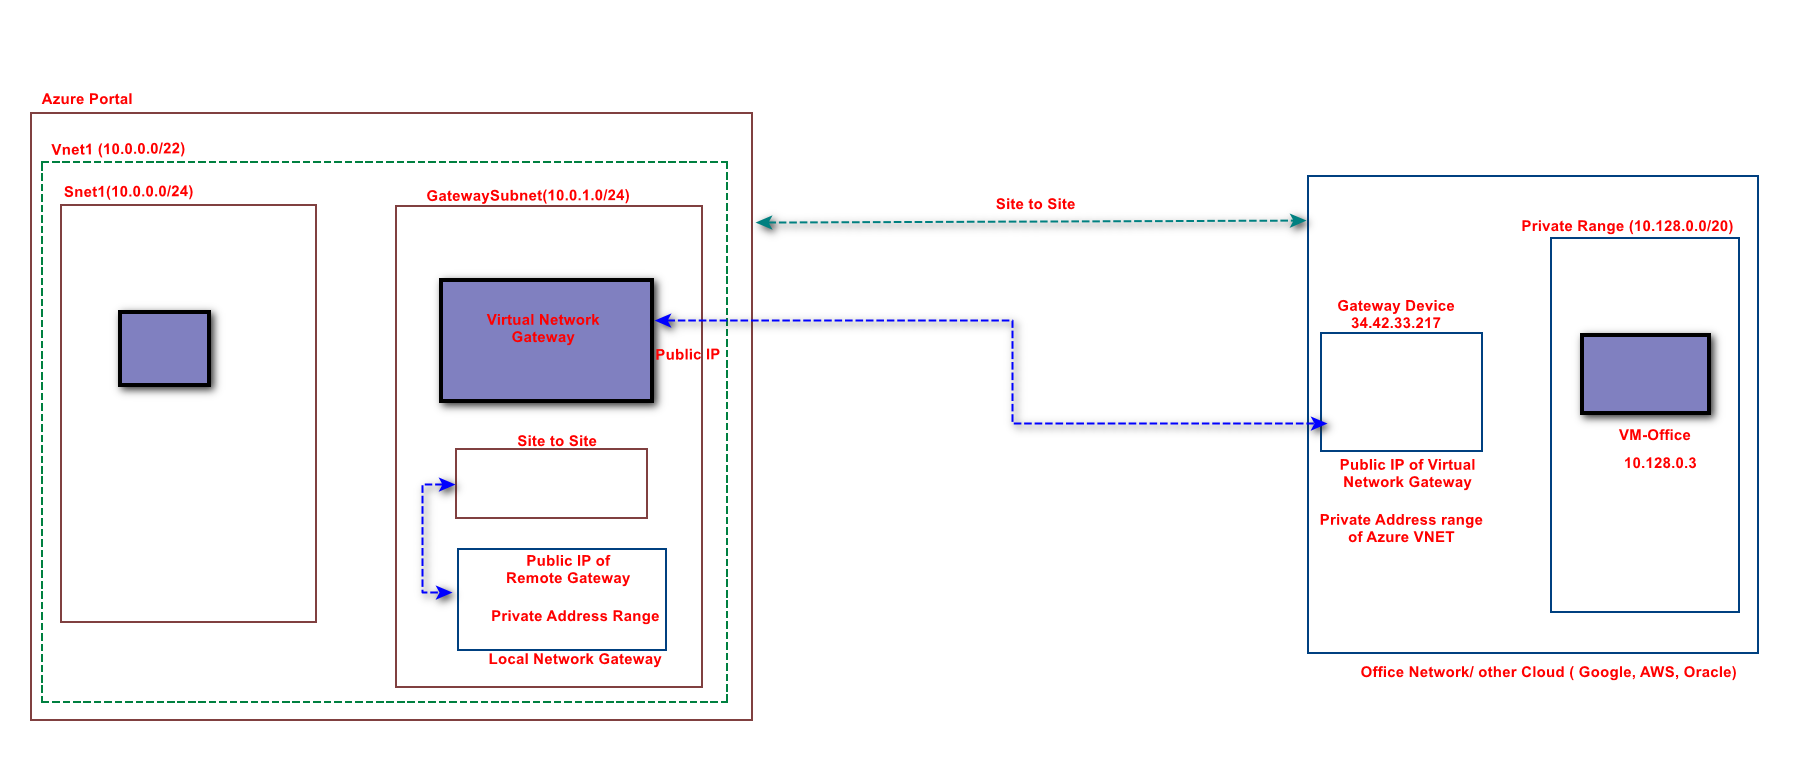 Azure Portal
Vnet1 (10.0.0.0/22)
Snet1(10.0.0.0/24)
GatewaySubnet(10.0.1.0/24)
Virtual Network
Gateway
Public IP
Site to Site
Public IP of
Remote Gateway
Private Address Range
Local Network Gateway
Site to Site
Private Range (10.128.0.0/20)
Gateway Device
34.42.33.217
Public IP of Virtual
Network Gateway
Private Address range
of Azure VNET
VM-Office
10.128.0.3
Office Network/ other Cloud ( Google, AWS, Oracle)